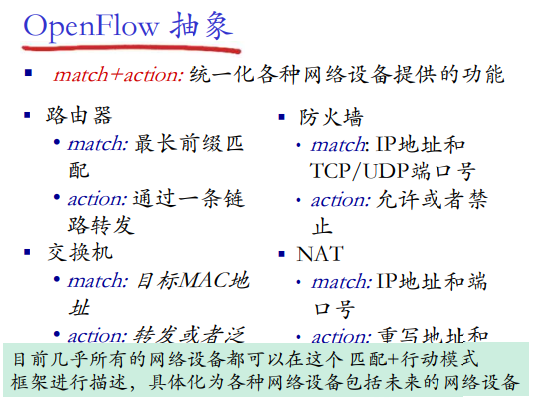 OpenFlow 抽象
▪ match+action: 统一化各种网络设备提供的功能
▪ 路由器
• match: 最长前缀匹
配
• action: 通过一条链
路转发
▪ 交换机
• match: 目标MAC地
址
• action: 转发或者泛
▪ 防火墙
• match: IP地址和
TCP/UDP端口号
• action: 允许或者禁
止
▪ NAT
• match: IP地址和端
口号
• action: 重写地址和
目前几乎所有的网络设备都可以在这个 匹配+行动模式
框架进行描述，具体化为各种网络设备包括未来的网络设备